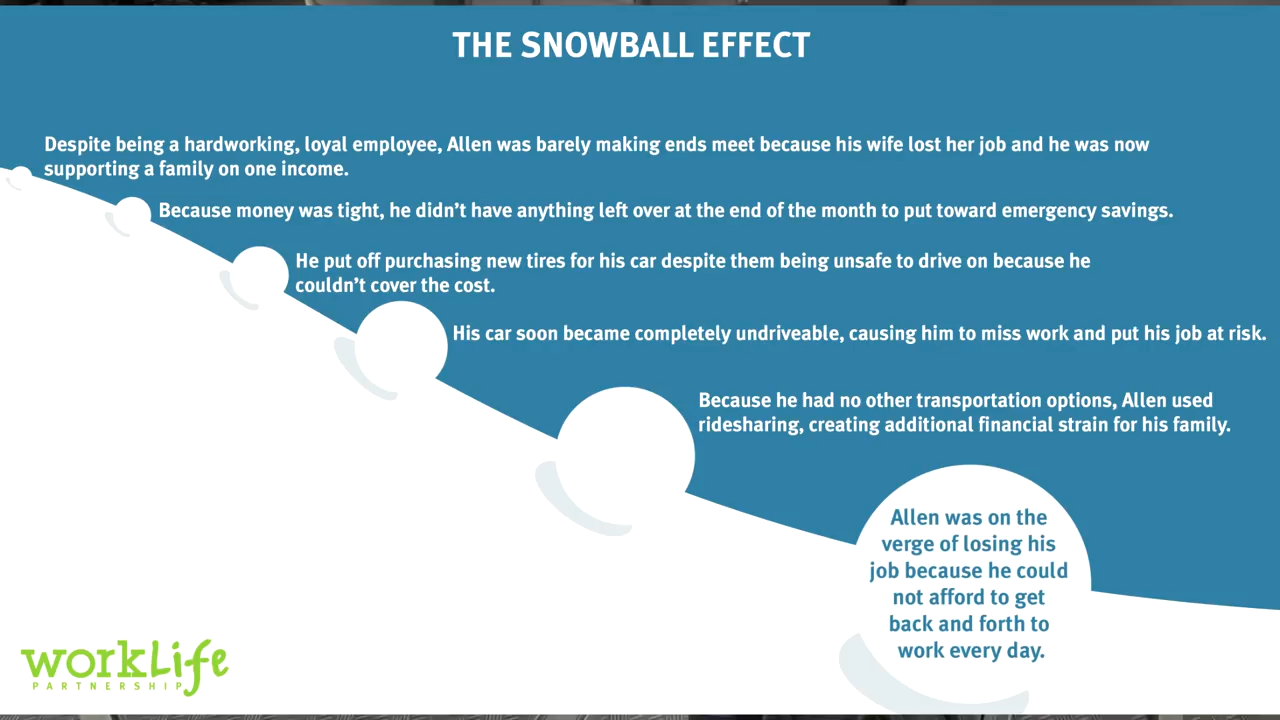 THE SNOWBALL EFFECT
Despite being a hardworking, loyal employee, Allen was barely making ends meet because his wife lost her job and he was now
supporting a family on one income.
Because money was tight, he didn’t have anything left over at the end of the month to put toward emergency savings.
He put off purchasing new tires for his car despite them being unsafe to drive on because he
couldn’t cover the cost.
His car soon became completely undriveable, causing him to miss work and put his job at risk.
Because he had no other transportation options, Allen used
ridesharing, creating additional financial strain for his family.
Allen was on the
verge of losing his
job because he could
not afford to get
back and forth to
work every day.
workLife
PARTNERSHIP